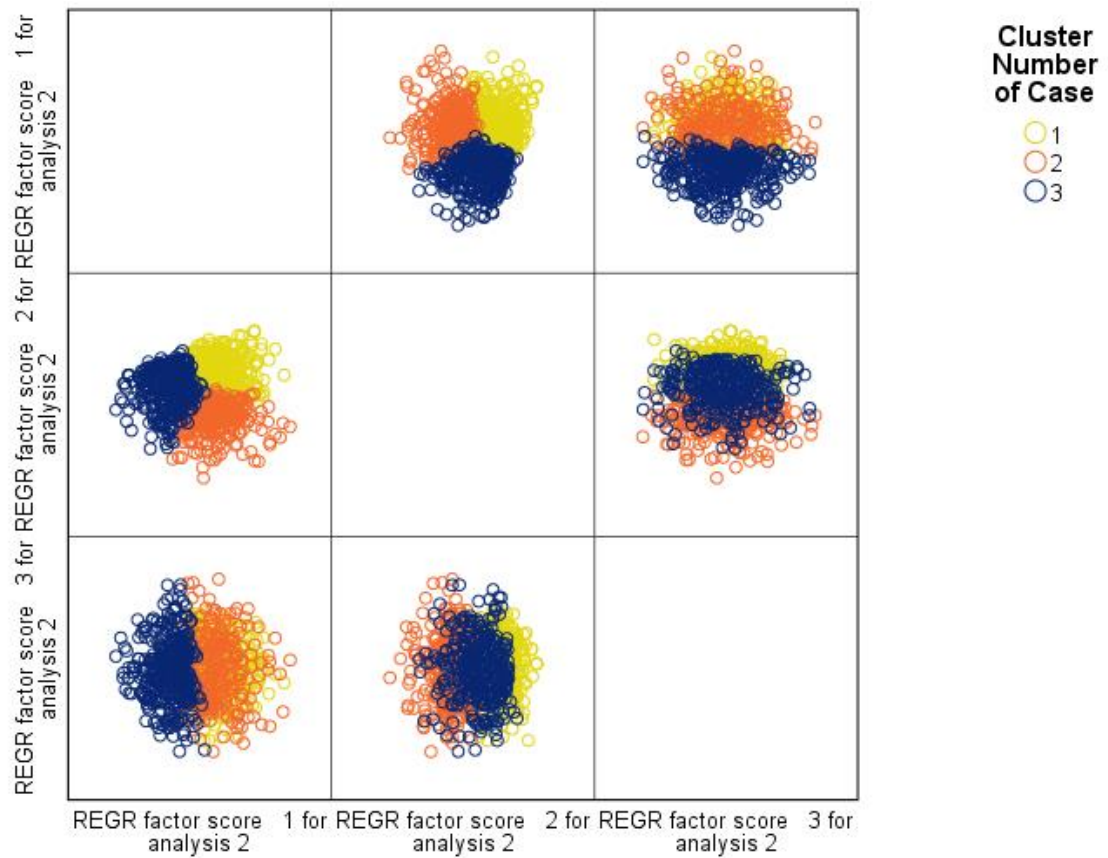 REGR factor score 1 for
analysis 2
REGR factor score 2 for
analysis 2
REGR factor score 3 for
analysis 2
REGR factor score 1 for
analysis 2
REGR factor score 2 for
analysis 2
REGR factor score 3 for
analysis 2
Cluster
Number
of Case
1
2
3